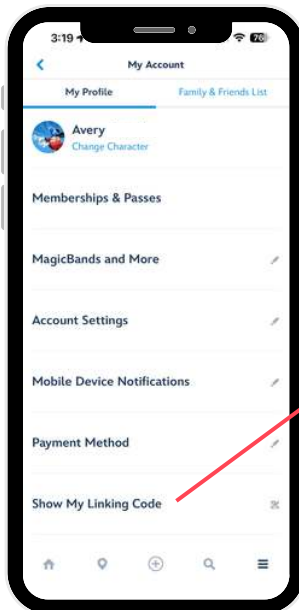 3:19
76
My Account
My Profile
Family & Friends List
Avery
Change Character
Memberships & Passes
MagicBands and More
Account Settings
Mobile Device Notifications
Payment Method
Show My Linking Code